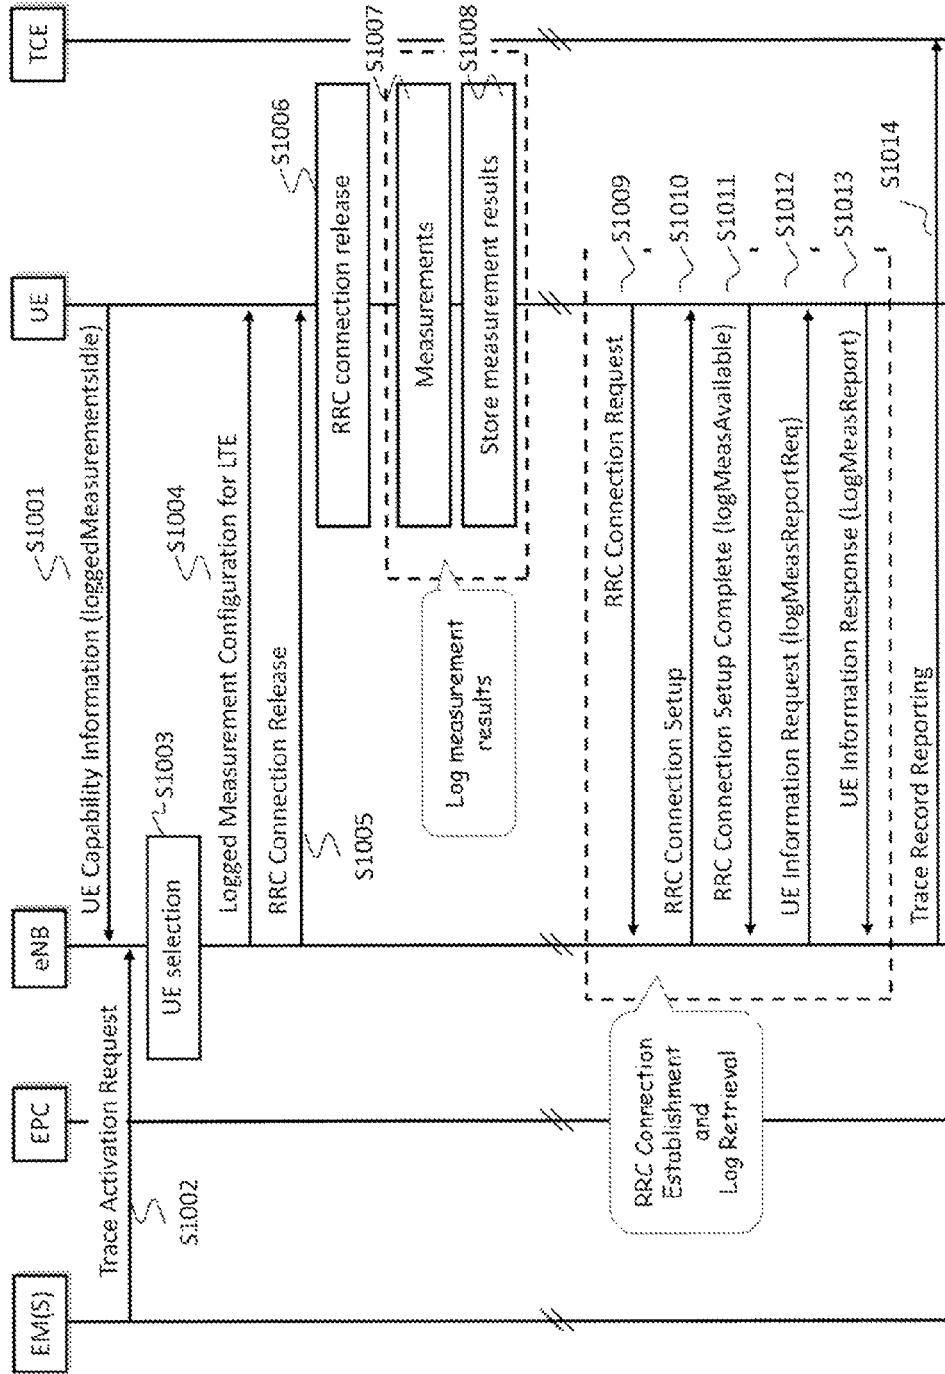 EM(S)
EPC
eNB
UE
TCE
S1001
UE Capability Information (loggedMeasurementsIdle)
Trace Activation Request
S1002
UE selection
S1003
S1004
Logged Measurement Configuration for LTE
RRC Connection Release
S1005
RRC connection release
S1006
Measurements
S1007
Store measurement results
S1008
Log measurement
results
RRC Connection Request
S1009
RRC Connection Setup
S1010
RRC Connection Setup Complete (logMeasAvailable)
S1011
UE Information Request (logMeasReportReq)
S1012
UE Information Response (LogMeasReport)
S1013
RRC Connection
Establishment
and
Log Retrieval
Trace Record Reporting
S1014